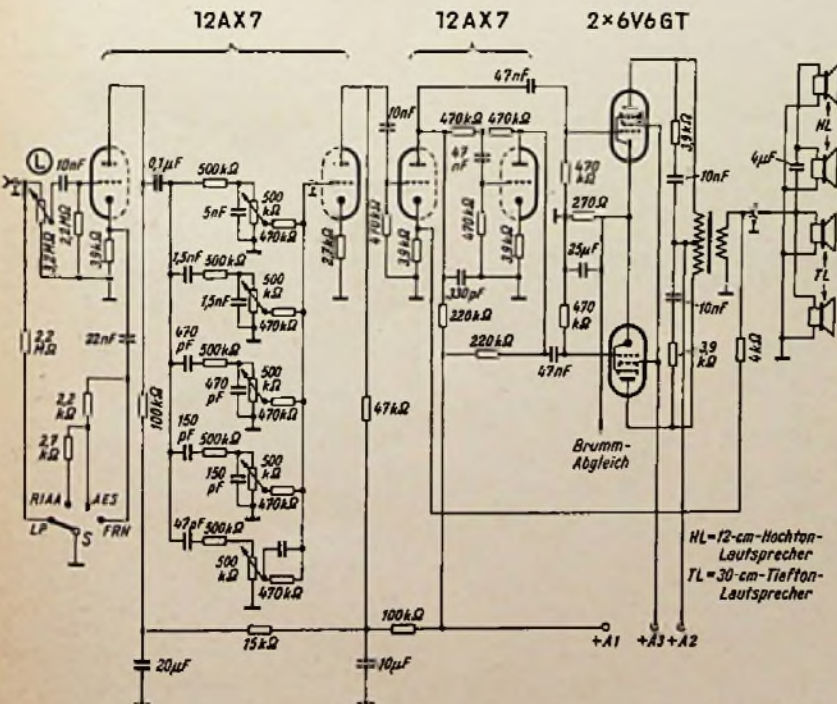 12AX7
12AX7
2×6V6GT
47nF
10nF
470kΩ 470kΩ
47
nF
470
kΩ
3,9kΩ
10nF
4µF
HL
TL
L
10nF
0,1µF
500kΩ
500
kΩ
5nF
470kΩ
3,2MΩ
2,2MΩ
3,9kΩ
2,7kΩ
470kΩ
3,9kΩ
470kΩ
3,9kΩ
270Ω
25µF
1,5nF
500kΩ
500
kΩ
1,5nF
470kΩ
330pF
220kΩ
470
kΩ
10nF
2,2
MΩ
22nF
470
pF
500kΩ
500
kΩ
470
pF
470kΩ
220kΩ
47nF
3,9
kΩ
4kΩ
2,2
kΩ
100kΩ
47kΩ
2,7
kΩ
150
pF
500kΩ
500
kΩ
150
pF
470kΩ
Brumm-
Abgleich
RIAA
AES
LP
S
FRN
47pF
500kΩ
500
kΩ
470kΩ
HL=12-cm-Hochton-
Lautsprecher
TL=30-cm-Tiefton-
Lautsprecher
15kΩ
100kΩ
+A1
+A3
+A2
20µF
10µF